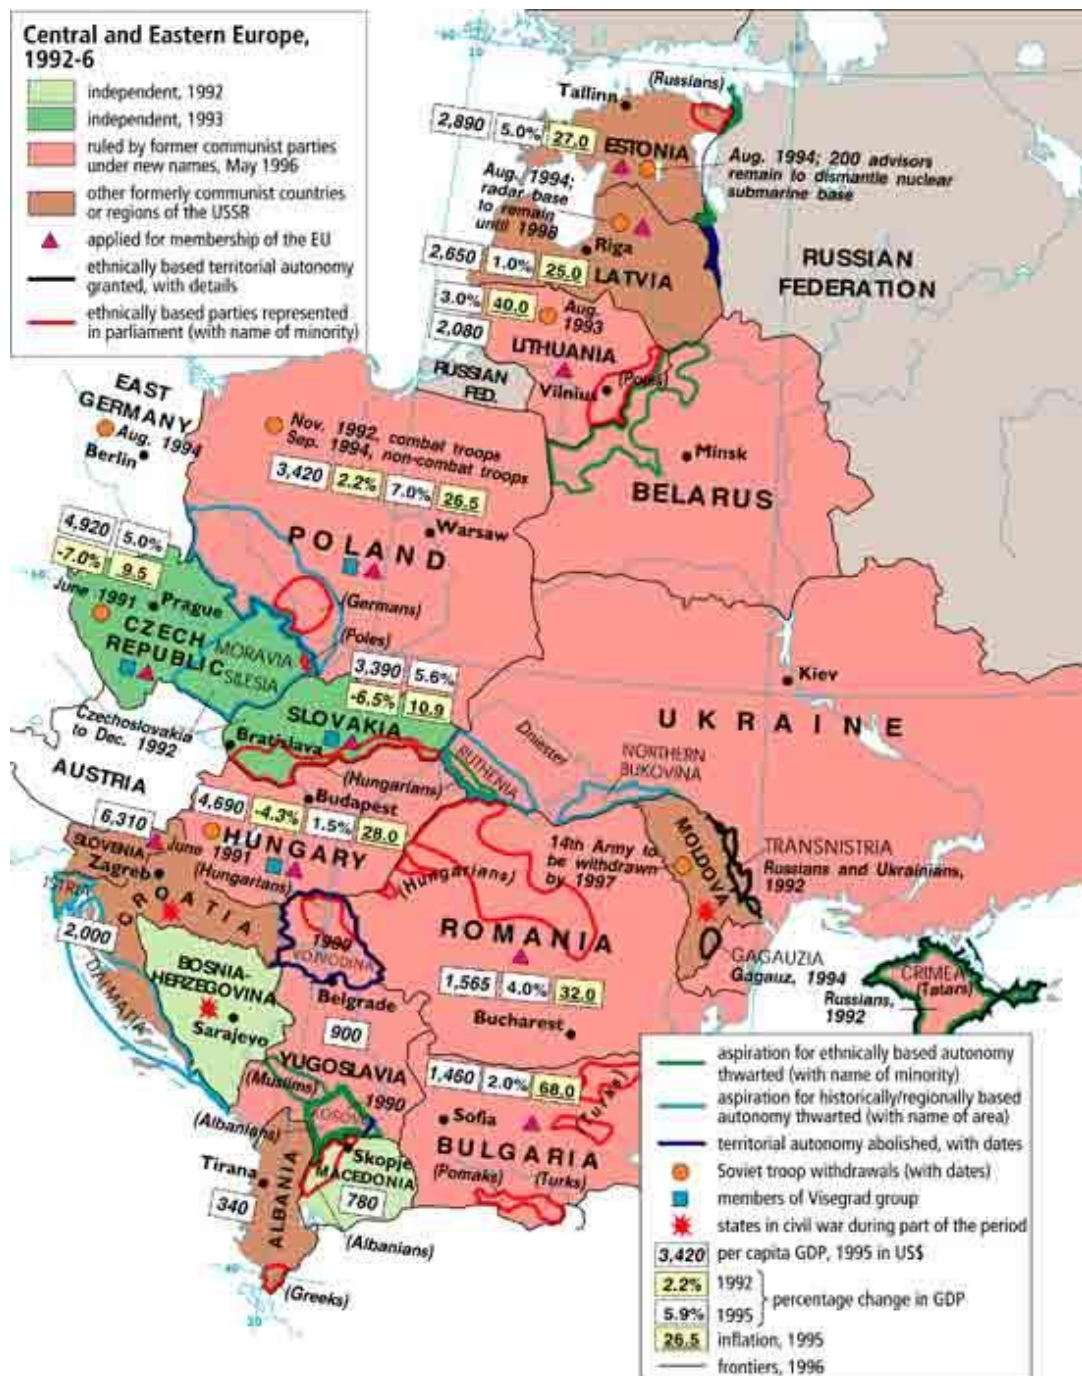 Central and Eastern Europe,
1992-6
independent, 1992
independent, 1993
ruled by former communist parties
under new names, May 1996
other formerly communist countries
or regions of the USSR
applied for membership of the EU
ethnically based territorial autonomy
granted, with details
ethnically based parties represented
in parliament (with name of minority)
10
(Russians)
Tallinn
2,890 5.0% 27.0
ESTONIA
Aug. 1994; 200 advisors
remain to dismantle nuclear
submarine base
Aug. 1994;
radar base
to remain
until 1998
Riga
LATVIA
2,650 1.0% 25.0
RUSSIAN
FEDERATION
3.0% 40.0
2,080
Aug.
1993
LITHUANIA
RUSSIAN
FED.
Vilnius
(Poles)
EAST
GERMANY
Aug. 1994
Berlin
Nov. 1992, combat troops
Sep. 1994, non-combat troops
3,420 2.2% 7.0% 26.5
Minsk
BELARUS
Warsaw
POLAND
4,920 5.0%
-7.0% 9.5
June 1991
Prague
CZECH
REPUBLIC
MORAVIA
SILESIA
(Germans)
(Poles)
3,390 5.6%
-6.5% 10.9
Kiev
UKRAINE
Czechoslovakia
to Dec. 1992
SLOVAKIA
Bratislava
(Hungarians)
RUTHENIA
Dniester
NORTHERN
BUKOVINA
AUSTRIA
6,310
4,690 -4.3% 1.5% 28.0
Budapest
HUNGARY
June 1991
(Hungarians)
SLOVENIA
Zagreb
ISTRIA
CROATIA
2,000
DALMATIA
(Hungarians)
14th Army to
be withdrawn
by 1997
MOLDOVA
TRANSNISTRIA
Russians and Ukrainians,
1992
ROMANIA
1990
VOJVODINA
BOSNIA-
HERZEGOVINA
Sarajevo
Belgrade
900
1,565 4.0% 32.0
Bucharest
GAGAUZIA
Gagauz, 1994
CRIMEA
(Tatars)
Russians,
1992
YUGOSLAVIA
(Muslims)
1990
KOSOVO
(Albanians)
1,460 2.0% 68.0
Sofia
(Turks)
BULGARIA
(Pomaks)
(Turks)
Tirana
340
ALBANIA
Skopje
MACEDONIA
780
(Albanians)
(Greeks)
40
20
aspiration for ethnically based autonomy
thwarted (with name of minority)
aspiration for historically/regionally based
autonomy thwarted (with name of area)
territorial autonomy abolished, with dates
Soviet troop withdrawals (with dates)
members of Visegrad group
states in civil war during part of the period
3,420 per capita GDP, 1995 in US$
2.2% 1992
5.9% 1995
percentage change in GDP
26.5 inflation, 1995
frontiers, 1996